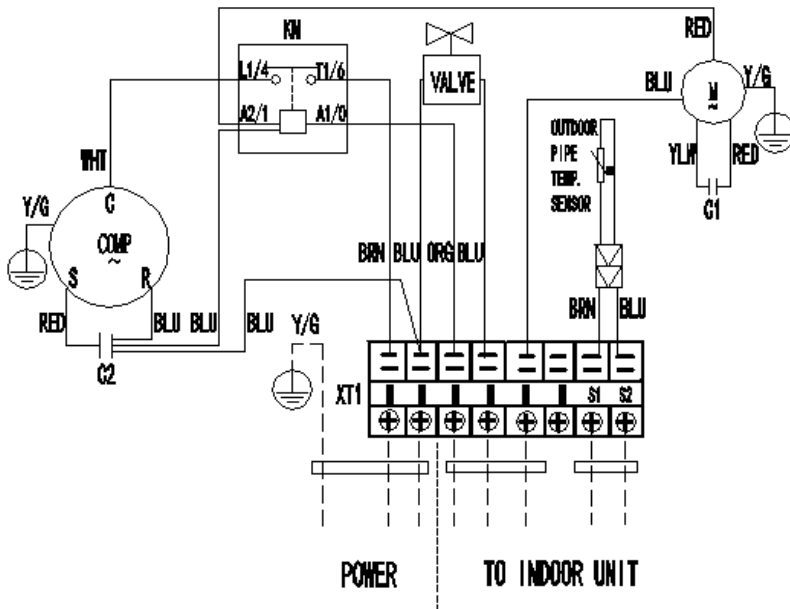 KM
RED
L1/4
T1/6
VALVE
BLU
M
~
Y/G
A2/1
A1/0
OUTDOOR
PIPE
TEMP.
SENSOR
YLW
RED
C1
WHT
Y/G
C
COMP
~
S
R
BRN
BLU
ORG
BLU
RED
BLU
BLU
BLU
C2
Y/G
BRN
BLU
XT1
S1
S2
POWER
TO INDOOR UNIT